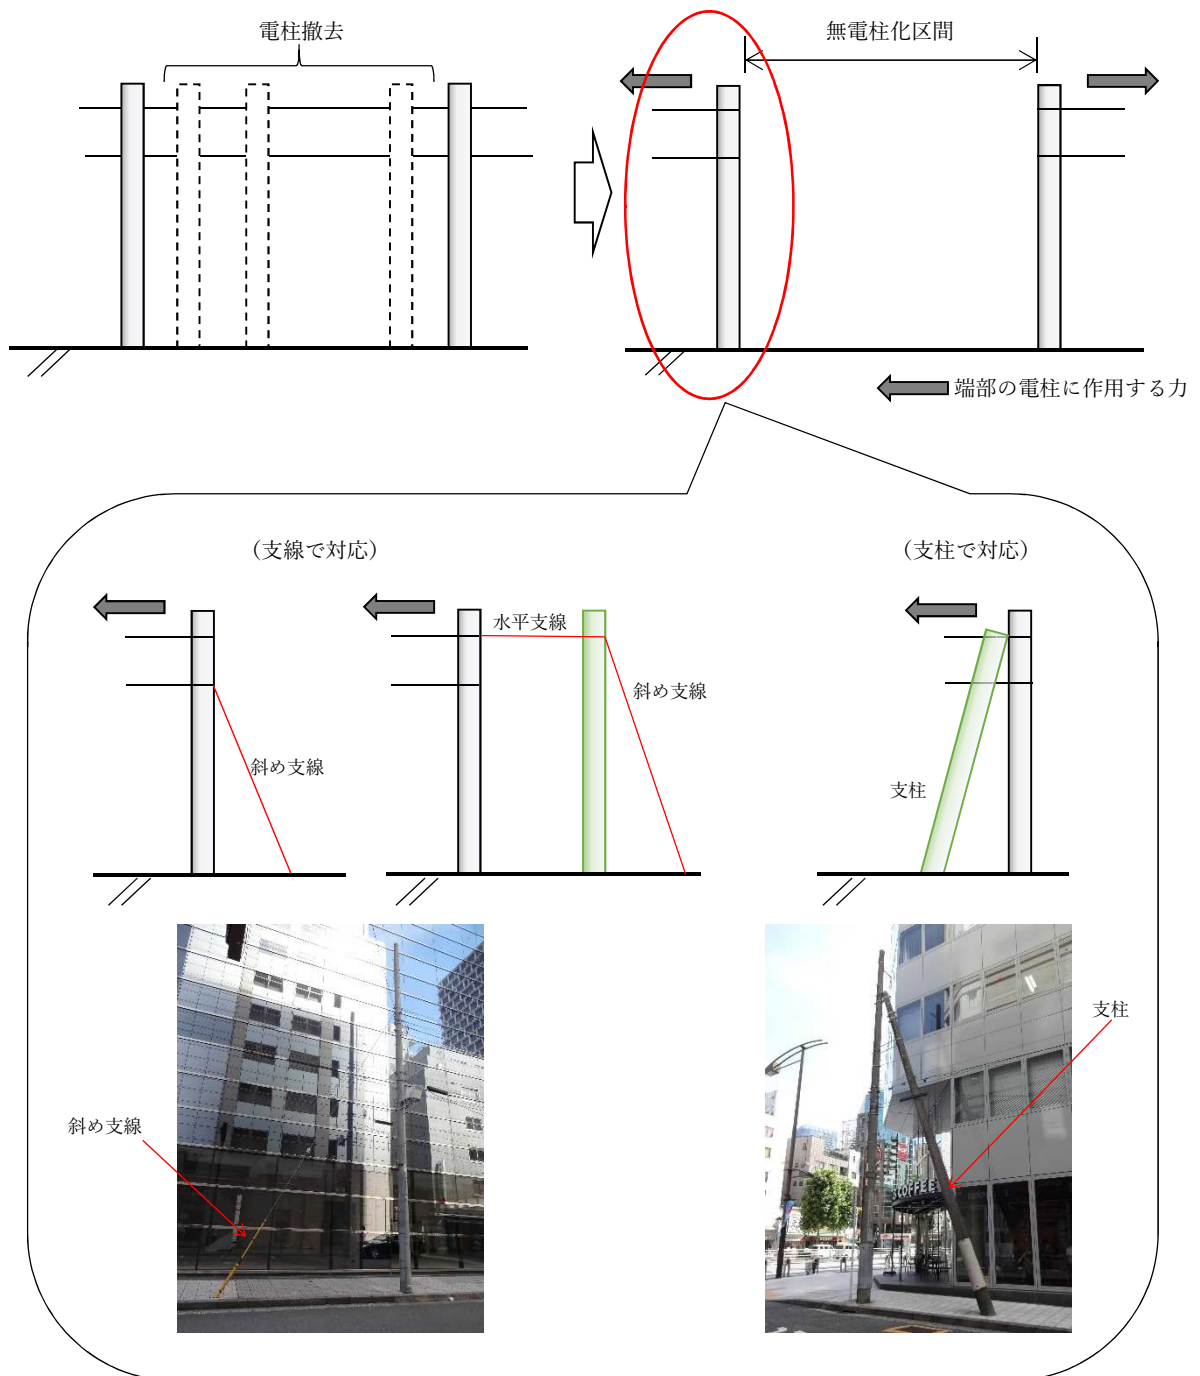 電柱撤去
無電柱化区間
端部の電柱に作用する力
（支線で対応）
（支柱で対応）
水平支線
斜め支線
斜め支線
支柱
支柱
斜め支線
COFFEE